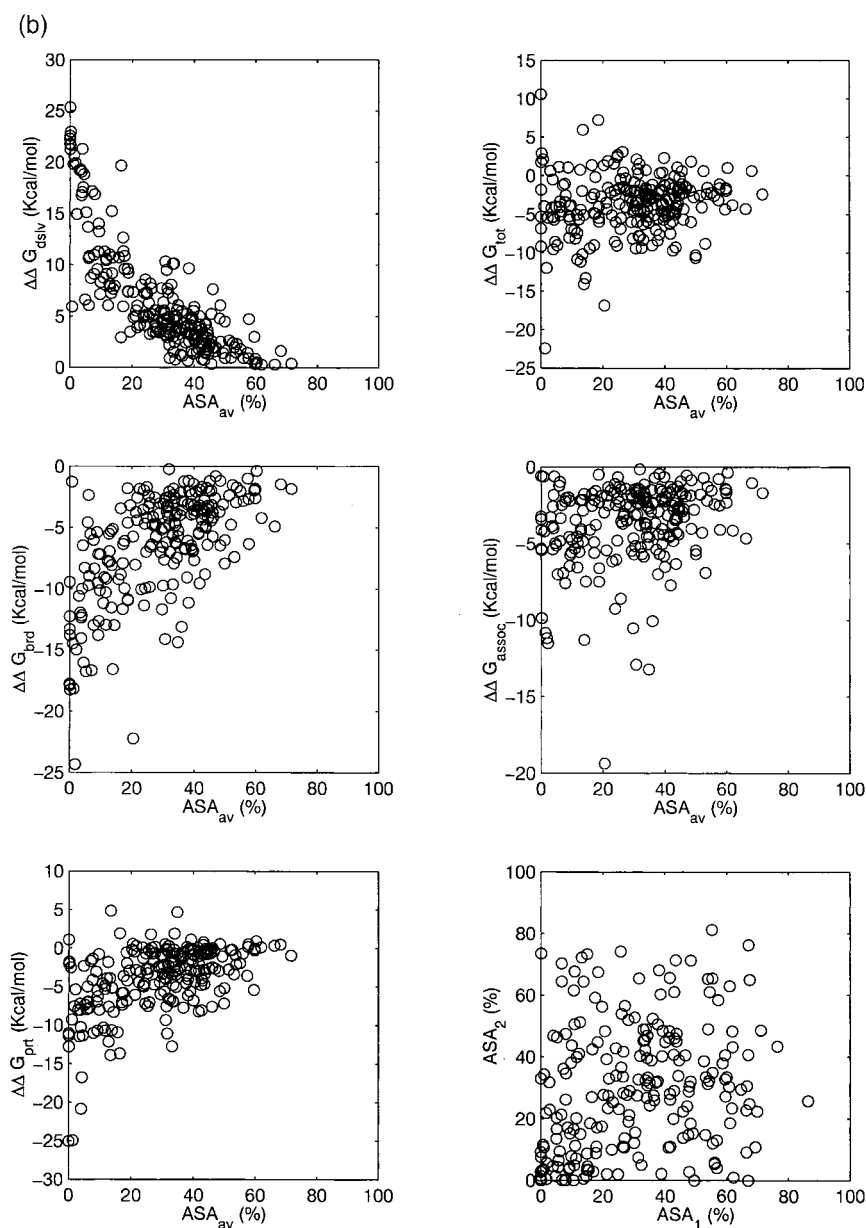 (b)
30
25
20
15
10
5
0
ΔΔ G_dslv (Kcal/mol)
0 20 40 60 80 100
ASA_av (%)
15
10
5
0
−5
−10
−15
−20
−25
ΔΔ G_tot (Kcal/mol)
0 20 40 60 80 100
ASA_av (%)
0
−5
−10
−15
−20
−25
ΔΔ G_brd (Kcal/mol)
0 20 40 60 80 100
ASA_av (%)
0
−5
−10
−15
−20
ΔΔ G_assoc (Kcal/mol)
0 20 40 60 80 100
ASA_av (%)
10
5
0
−5
−10
−15
−20
−25
−30
ΔΔ G_prt (Kcal/mol)
0 20 40 60 80 100
ASA_av (%)
100
80
60
40
20
0
ASA_2 (%)
0 20 40 60 80 100
ASA_1 (%)